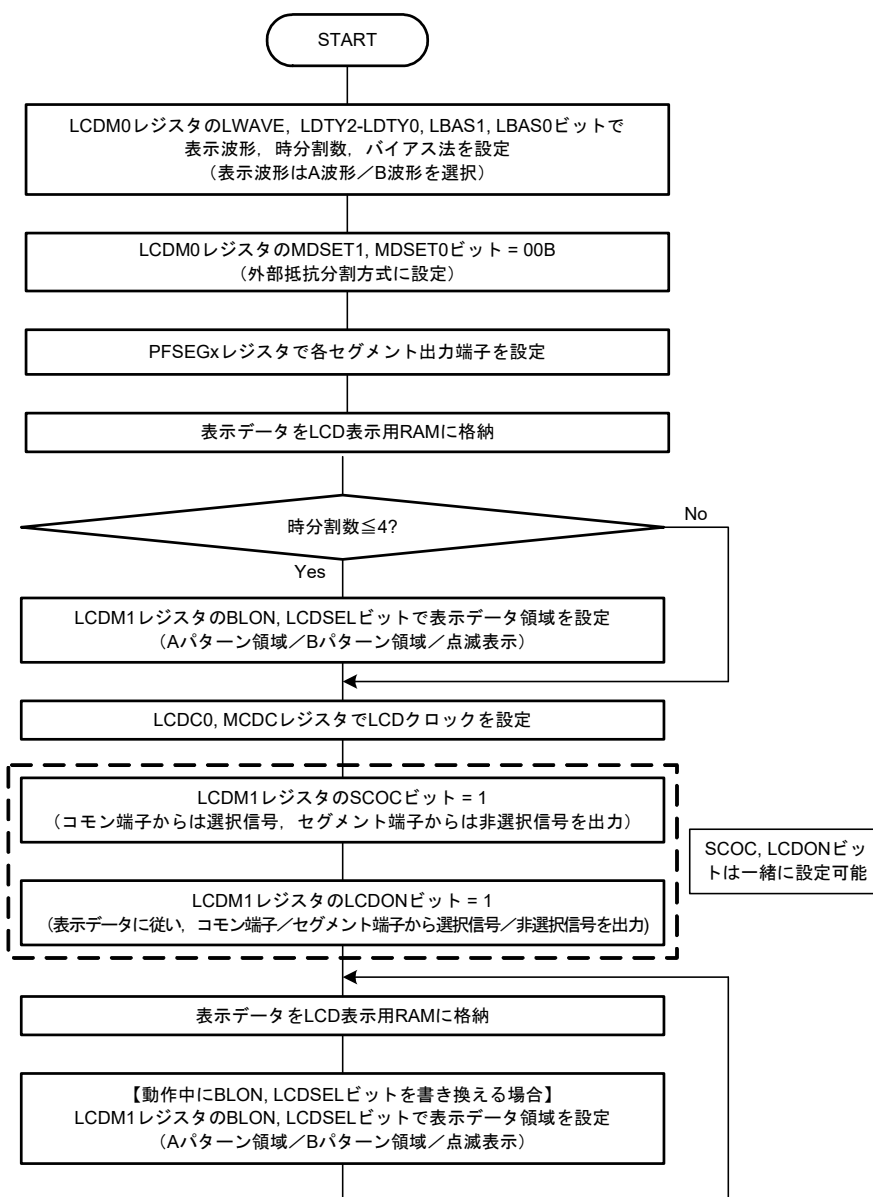 START
LCDM0レジスタのLWAVE, LDTY2-LDTY0, LBAS1, LBAS0ビットで
表示波形，時分割数，バイアス法を設定
（表示波形はA波形／B波形を選択）
LCDM0レジスタのMDSET1, MDSET0ビット = 00B
（外部抵抗分割方式に設定）
PFSEGxレジスタで各セグメント出力端子を設定
表示データをLCD表示用RAMに格納
時分割数≦4?
No
Yes
LCDM1レジスタのBLON, LCDSELビットで表示データ領域を設定
（Aパターン領域／Bパターン領域／点滅表示）
LCDC0, MCDCレジスタでLCDクロックを設定
LCDM1レジスタのSCOCビット = 1
（コモン端子からは選択信号，セグメント端子からは非選択信号を出力）
SCOC, LCDONビッ
トは一緒に設定可能
LCDM1レジスタのLCDONビット = 1
(表示データに従い，コモン端子／セグメント端子から選択信号／非選択信号を出力)
表示データをLCD表示用RAMに格納
【動作中にBLON, LCDSELビットを書き換える場合】
LCDM1レジスタのBLON, LCDSELビットで表示データ領域を設定
（Aパターン領域／Bパターン領域／点滅表示）